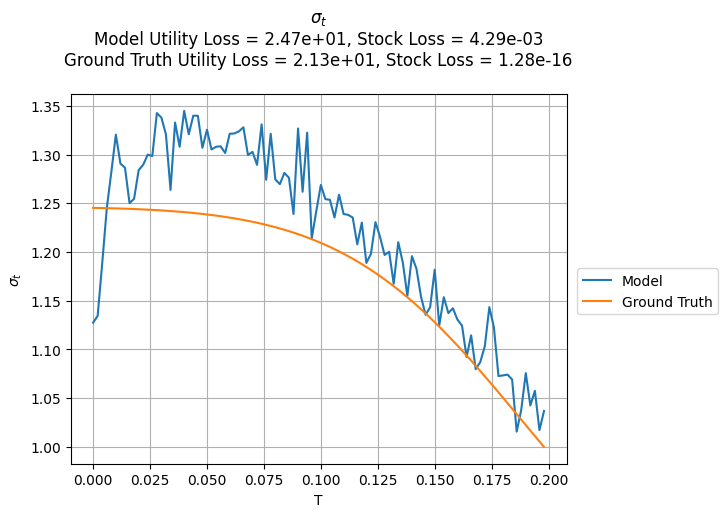 σt
Model Utility Loss = 2.47e+01, Stock Loss = 4.29e-03
Ground Truth Utility Loss = 2.13e+01, Stock Loss = 1.28e-16
1.35
1.30
1.25
1.20
1.15
1.10
1.05
1.00
σt
Model
Ground Truth
0.000
0.025
0.050
0.075
0.100
0.125
0.150
0.175
0.200
T